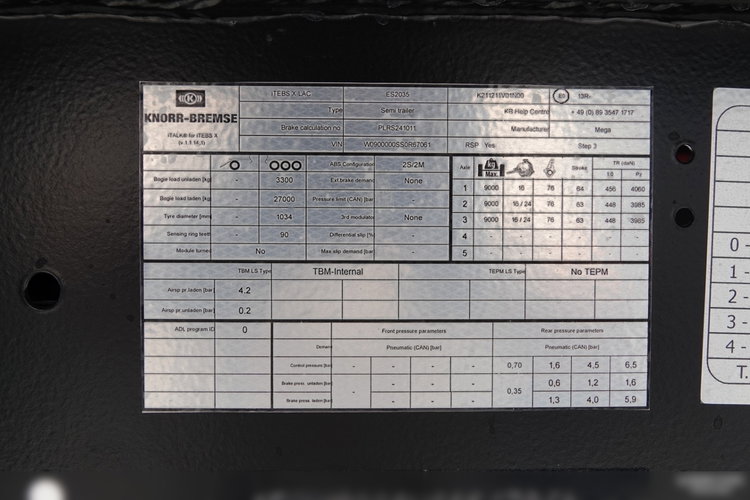 iTEBS X LAC ES2035
KNORR-BREMSE
iTALK® for iTEBS X
(v.1.1.14.1)
Type Semi trailer KR Help Centre + 49 (0) 89 3547 1717
Brake calculation no PLRS241011 Manufacturer Mega
VIN W0900000SS0R67061 RSP Yes Step 3
ABS Configuration 2S/2M Axle Max. Stroke TR (daN)
Bogie load unladen [kg] - 3300 Ext brake demand None
Bogie load laden [kg] - 27000 Pressure limit (CAN) [bar] -
Tyre diameter [mm] - 1034 3rd modulator None
Sensing ring teeth - 90 Differential slip [%] -
Module turned No Max slip demand [bar] -
1 9000 16 76 64 456 4060
2 9000 16 / 24 76 63 448 3985
3 9000 16 / 24 76 63 448 3985
4 - - - - - -
5 - - - - - -
TBM LS Type TBM-Internal TEPM LS Type No TEPM
Airsp pr.laden [bar] 4.2
Airsp pr.unladen [bar] 0.2
ADL program ID 0 Front pressure parameters Rear pressure parameters
Demand Pneumatic (CAN) [bar] Pneumatic (CAN) [bar]
Control pressure [bar] - - - - 0,70 1,6 4,5 6,5
Brake press. unladen [bar] - - - 0,35 0,6 1,2 1,6
Brake press. laden [bar] - - - 1,3 4,0 5,9
0 -
1 -
2 -
3 -
4 -
T.